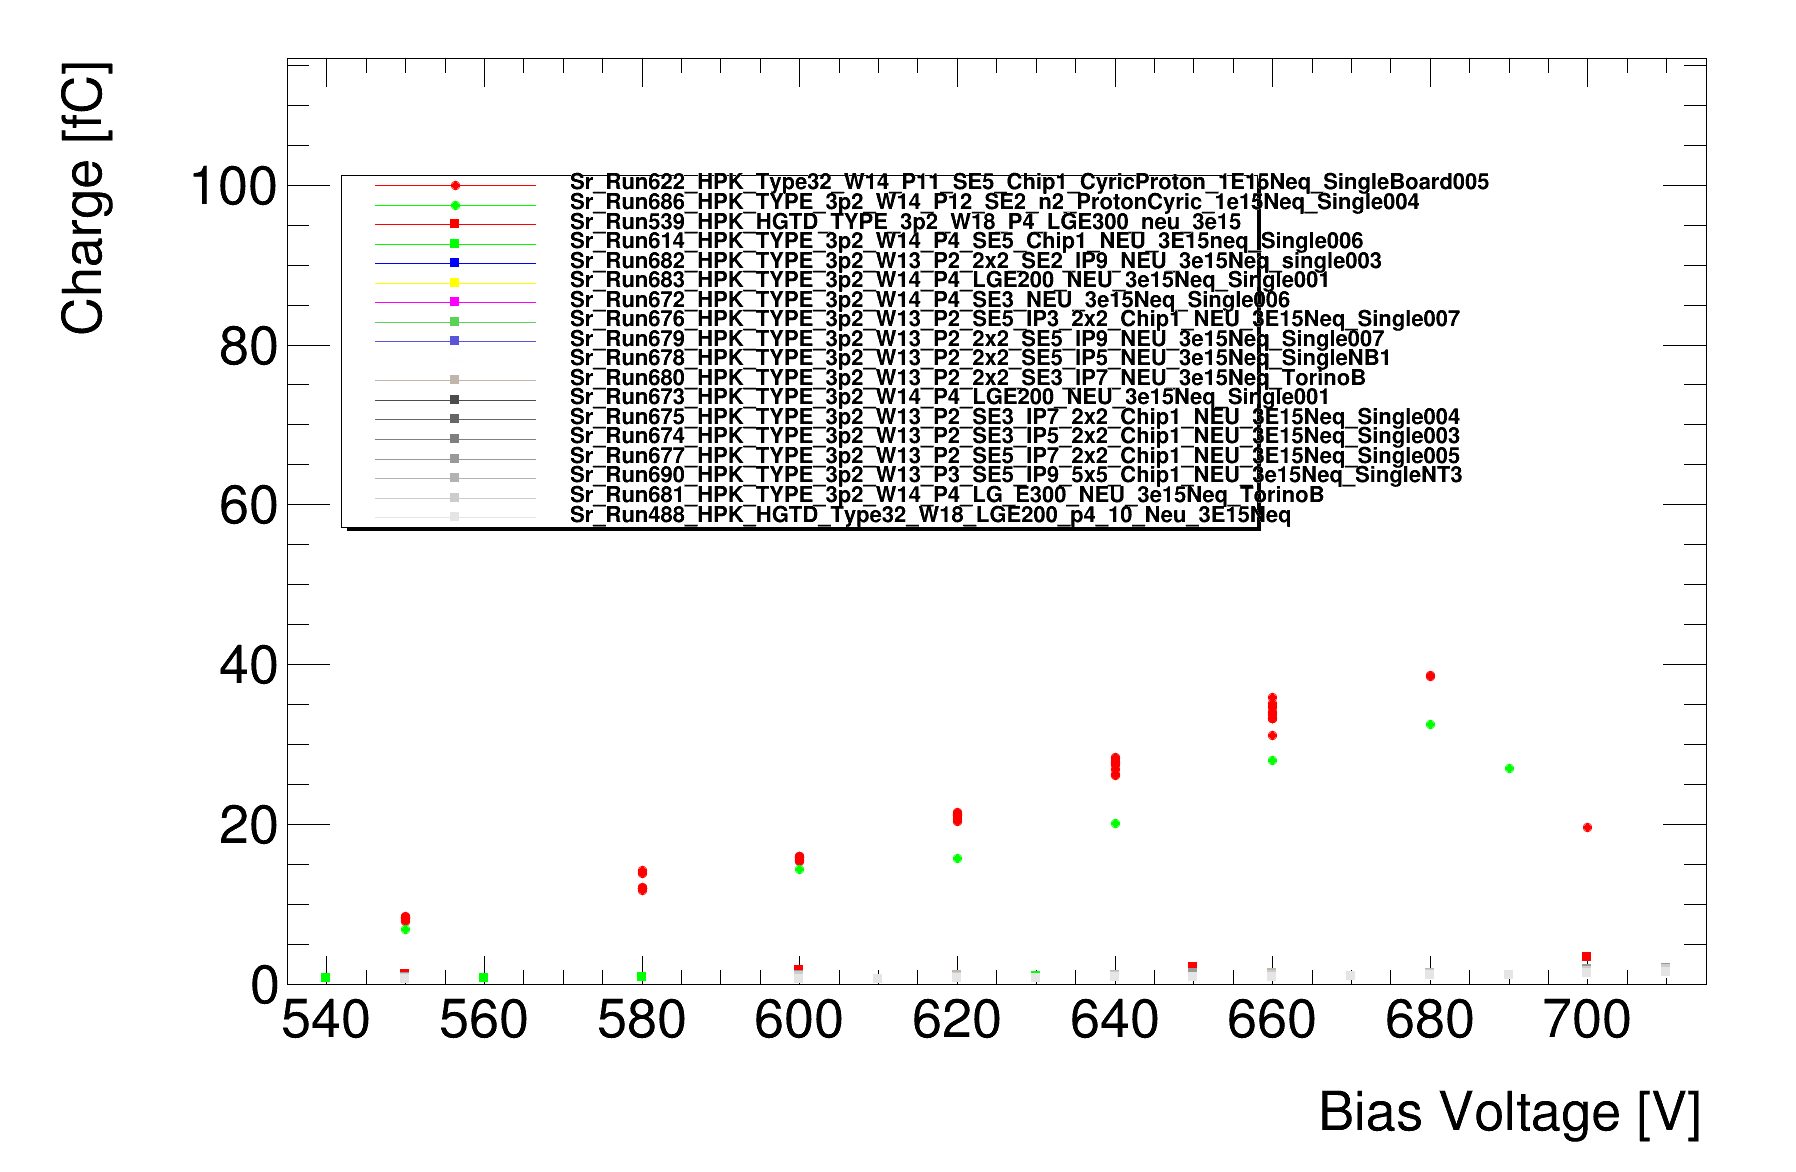 Charge [fC]
100
80
60
40
20
0
Sr_Run622_HPK_Type32_W14_P11_SE5_Chip1_CyricProton_1E15Neq_SingleBoard005
Sr_Run686_HPK_TYPE_3p2_W14_P12_SE2_n2_ProtonCyric_1e15Neq_Single004
Sr_Run539_HPK_HGTD_TYPE_3p2_W18_P4_LGE300_neu_3e15
Sr_Run614_HPK_TYPE_3p2_W14_P4_SE5_Chip1_NEU_3E15neq_Single006
Sr_Run682_HPK_TYPE_3p2_W13_P2_2x2_SE2_IP9_NEU_3e15Neq_single003
Sr_Run683_HPK_TYPE_3p2_W14_P4_LGE200_NEU_3e15Neq_Single001
Sr_Run672_HPK_TYPE_3p2_W14_P4_SE3_NEU_3e15Neq_Single006
Sr_Run676_HPK_TYPE_3p2_W13_P2_SE5_IP3_2x2_Chip1_NEU_3E15Neq_Single007
Sr_Run679_HPK_TYPE_3p2_W13_P2_2x2_SE5_IP9_NEU_3e15Neq_Single007
Sr_Run678_HPK_TYPE_3p2_W13_P2_2x2_SE5_IP5_NEU_3e15Neq_SingleNB1
Sr_Run680_HPK_TYPE_3p2_W13_P2_2x2_SE3_IP7_NEU_3e15Neq_TorinoB
Sr_Run673_HPK_TYPE_3p2_W14_P4_LGE200_NEU_3e15Neq_Single001
Sr_Run675_HPK_TYPE_3p2_W13_P2_SE3_IP7_2x2_Chip1_NEU_3E15Neq_Single004
Sr_Run674_HPK_TYPE_3p2_W13_P2_SE3_IP5_2x2_Chip1_NEU_3E15Neq_Single003
Sr_Run677_HPK_TYPE_3p2_W13_P2_SE5_IP7_2x2_Chip1_NEU_3E15Neq_Single005
Sr_Run690_HPK_TYPE_3p2_W13_P3_SE5_IP9_5x5_Chip1_NEU_3e15Neq_SingleNT3
Sr_Run681_HPK_TYPE_3p2_W14_P4_LG_E300_NEU_3e15Neq_TorinoB
Sr_Run488_HPK_HGTD_Type32_W18_LGE200_p4_10_Neu_3E15Neq
540 560 580 600 620 640 660 680 700
Bias Voltage [V]